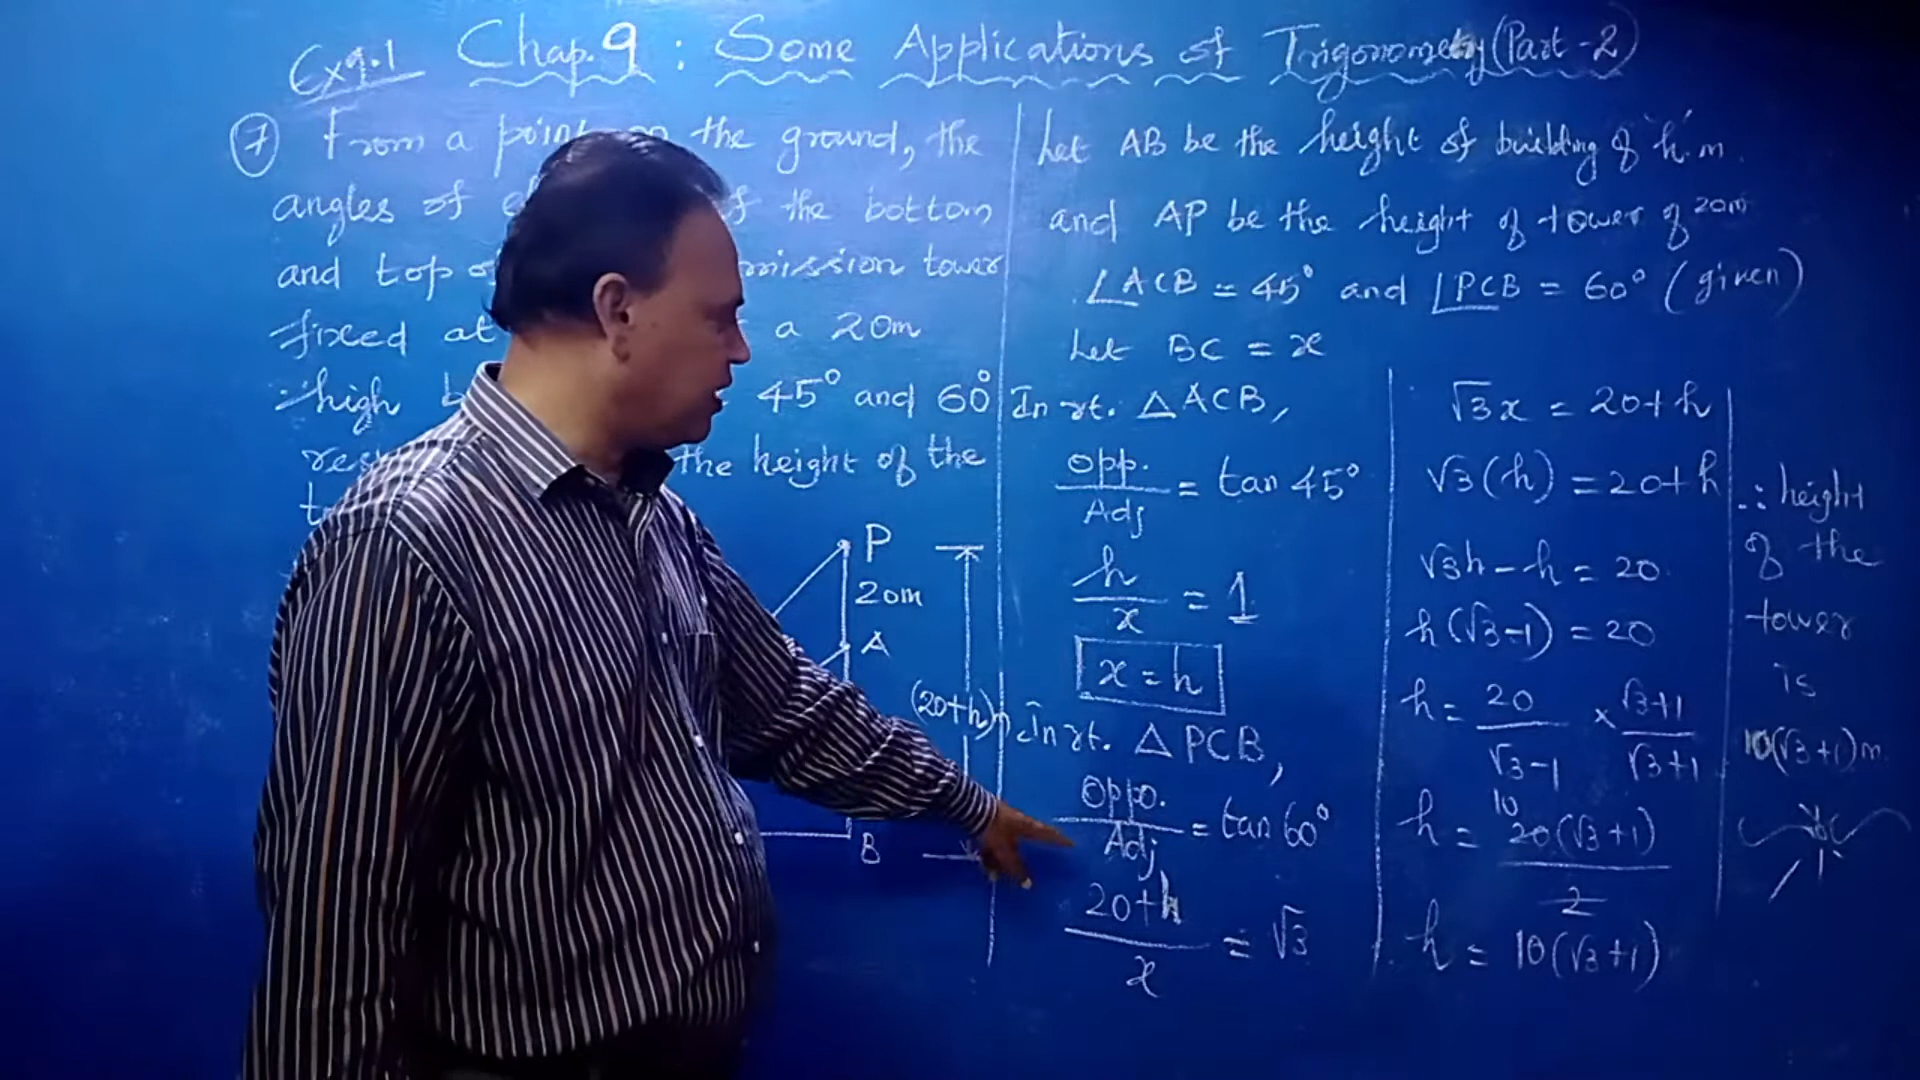 Ex 9.1 Chap. 9 : Some Applications of Trigonometry (Part-2)
7 From a point on the ground, the
angles of of the bottom
and top mission tower
fixed at a 20m
high 45° and 60°
the height of the
P
20m
A
(20+h)
B
Let AB be the height of building of 'h' m.
and AP be the height of tower of 20m
∠ACB = 45° and ∠PCB = 60° (given)
Let BC = x
In rt. △ACB,
opp. / Adj = tan 45°
h / x = 1
x = h
In rt. △ PCB,
oppo. / Adj = tan 60°
20+h / x = √3
√3x = 20+h
√3(h) = 20+h
√3h - h = 20
h(√3-1) = 20
h = 20 / √3-1 × √3+1 / √3+1
h = 10 20(√3+1) / 2
h = 10(√3+1)
∴ height
of the
tower
is
10(√3+1)m.